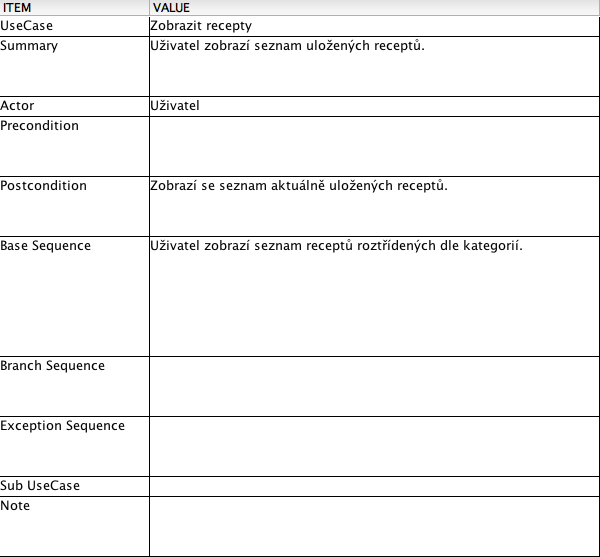 ITEM VALUE
UseCase Zobrazit recepty
Summary Uživatel zobrazí seznam uložených receptů.
Actor Uživatel
Precondition
Postcondition Zobrazí se seznam aktuálně uložených receptů.
Base Sequence Uživatel zobrazí seznam receptů roztřídených dle kategorií.
Branch Sequence
Exception Sequence
Sub UseCase
Note